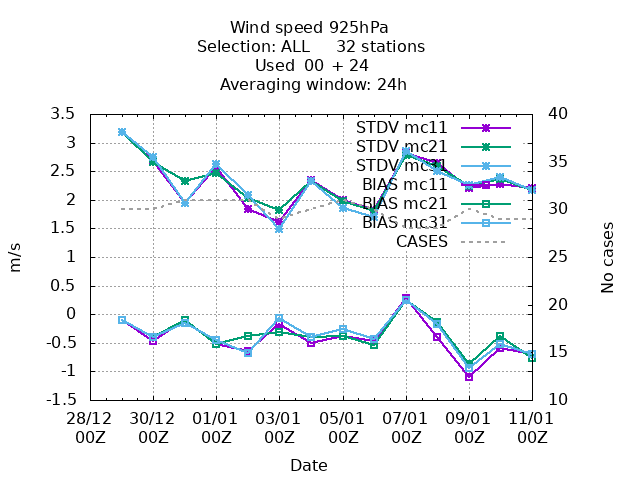 Wind speed 925hPa
Selection: ALL 32 stations
Used 00 + 24
Averaging window: 24h
3.5
3
2.5
2
1.5
1
0.5
0
-0.5
-1
-1.5
m/s
40
35
30
25
20
15
10
No cases
STDV mc11
STDV mc21
STDV mc31
BIAS mc11
BIAS mc21
BIAS mc31
CASES
28/12 30/12 01/01 03/01 05/01 07/01 09/01 11/01
00Z 00Z 00Z 00Z 00Z 00Z 00Z 00Z
Date